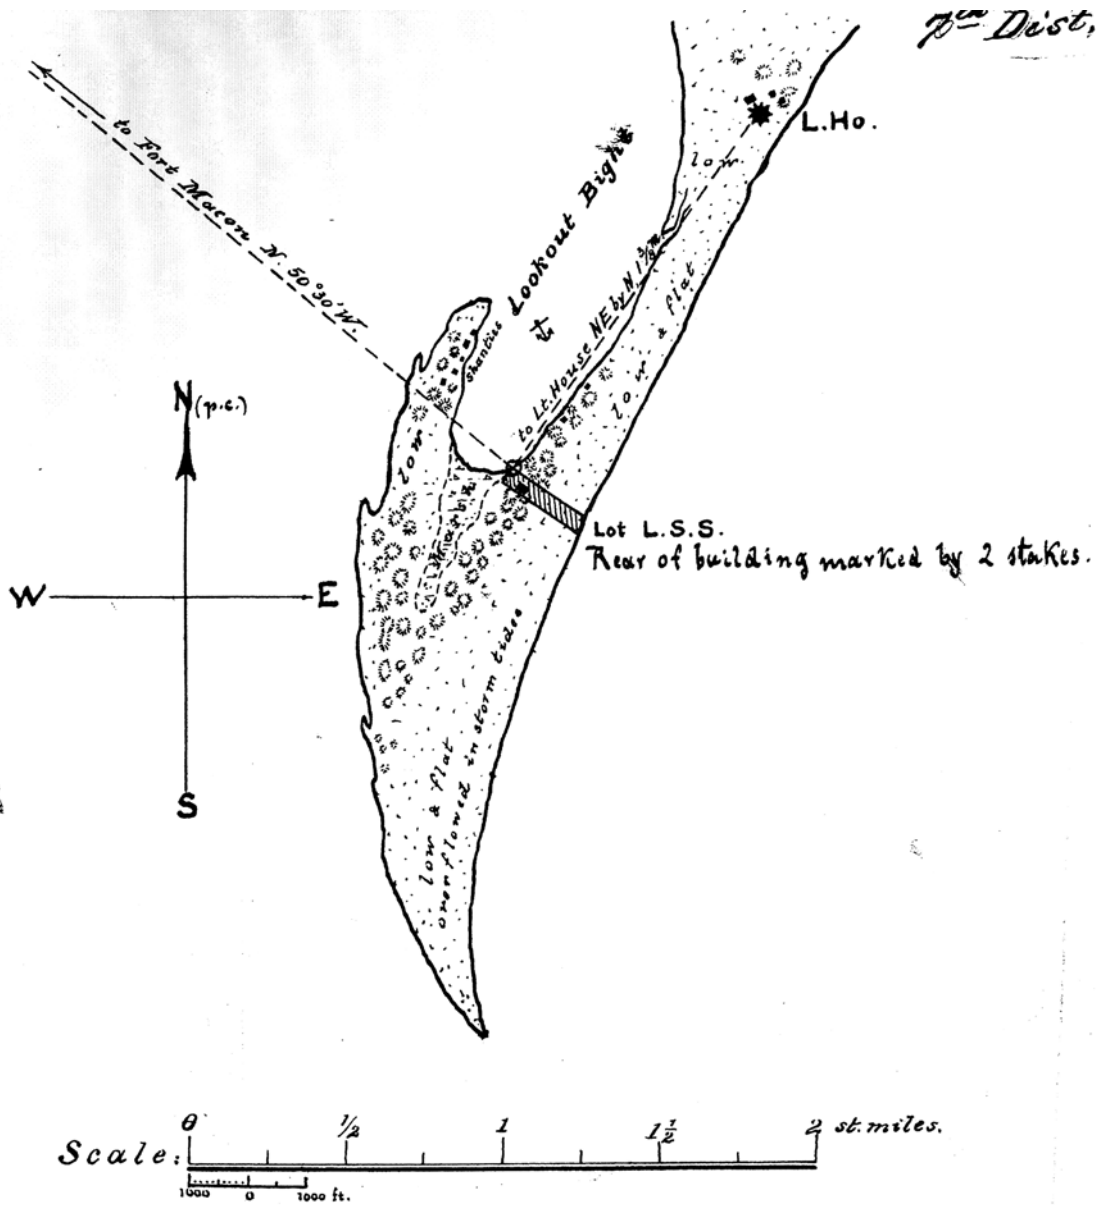 7th Dist.
L.Ho.
to Fort Macon N 50°30'W.
Lookout Bight
low
to Lt. House NE by N, 1 3/8 m.
low & flat
shanties
N (p.c.)
low
marsh
Lot L.S.S.
Rear of building marked by 2 stakes.
W E
low & flat
overflowed in storm tides
S
0 1/2 1 1 1/2 2 st. miles.
Scale:
1000 0 1000 ft.